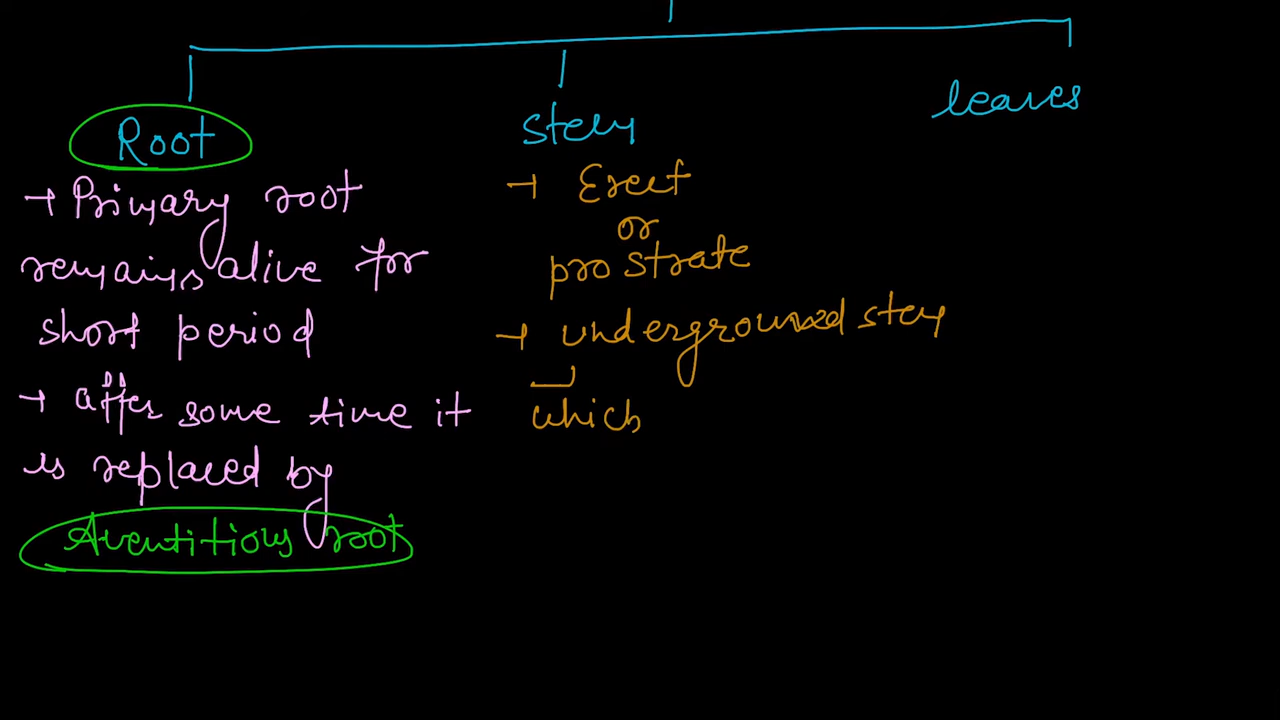 Root
→ Primary root
remains alive for
short period
→ after some time it
is replaced by
Aventitious root
stem
→ Erect
or
prostrate
→ underground stem
which
leaves